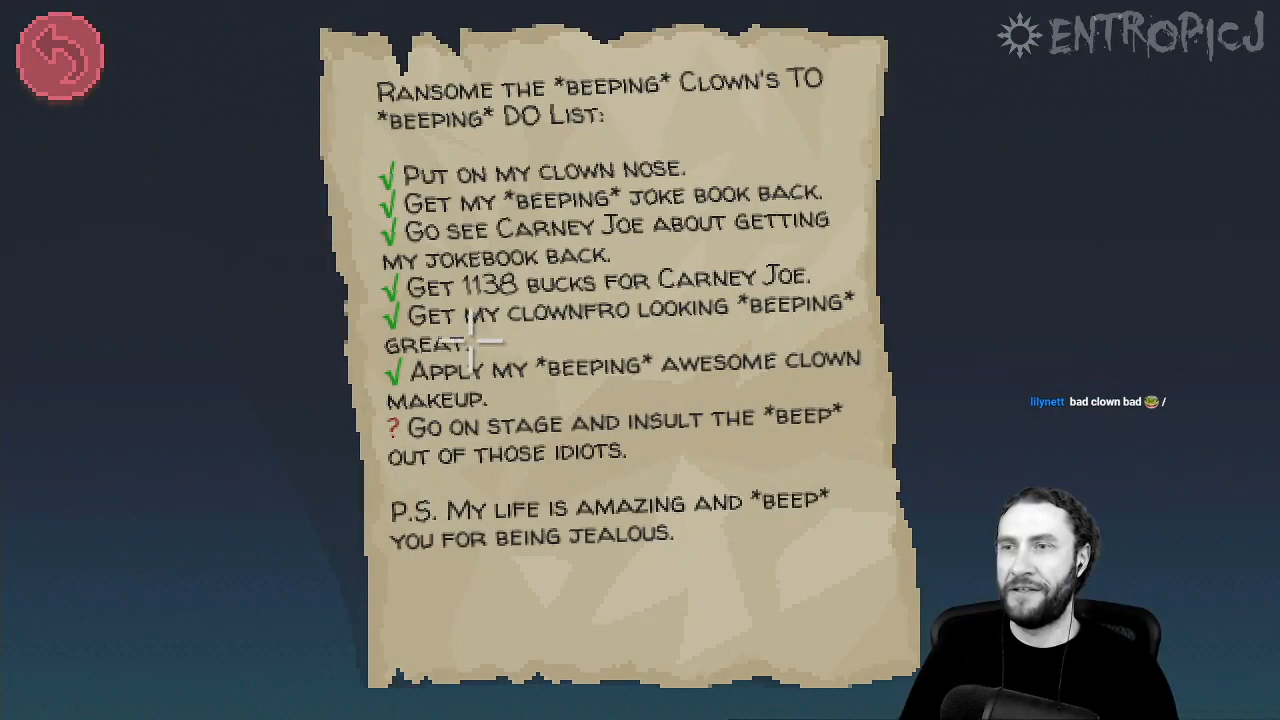 ENTROPICJ
RANSOME THE *BEEPING* CLOWN'S TO
*BEEPING* DO LIST:
√ PUT ON MY CLOWN NOSE.
√ GET MY *BEEPING* JOKE BOOK BACK.
√ GO SEE CARNEY JOE ABOUT GETTING
MY JOKEBOOK BACK.
√ GET 1138 BUCKS FOR CARNEY JOE.
√ GET MY CLOWNFRO LOOKING *BEEPING*
GREAT.
√ APPLY MY *BEEPING* AWESOME CLOWN
MAKEUP.
? GO ON STAGE AND INSULT THE *BEEP*
OUT OF THOSE IDIOTS.
P.S. MY LIFE IS AMAZING AND *BEEP*
YOU FOR BEING JEALOUS.
lilynett bad clown bad /